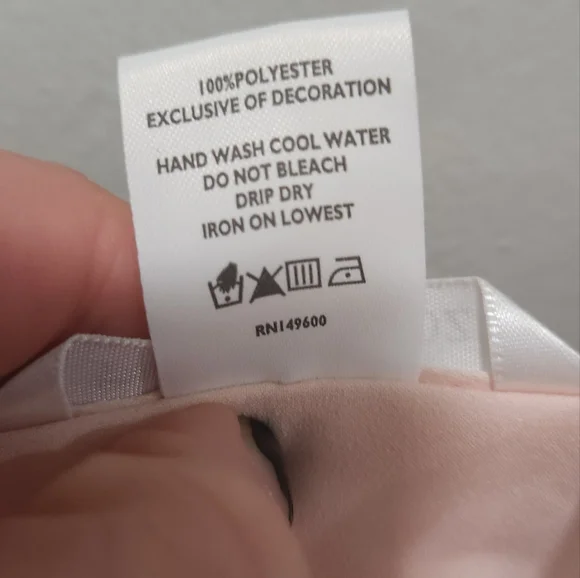 100%POLYESTER
EXCLUSIVE OF DECORATION
HAND WASH COOL WATER
DO NOT BLEACH
DRIP DRY
IRON ON LOWEST
RN149600